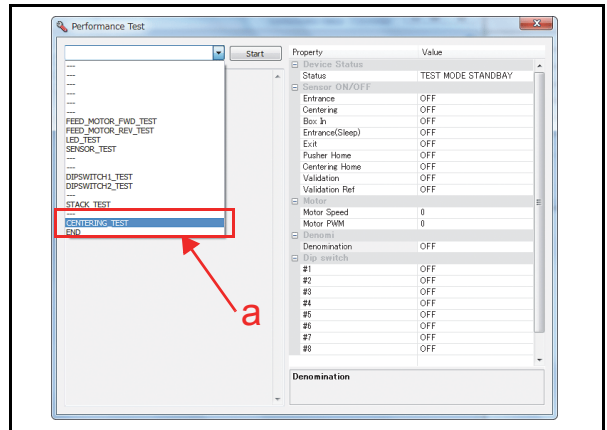 Performance Test
Start
---
---
---
---
---
---
FEED_MOTOR_FWD_TEST
FEED_MOTOR_REV_TEST
LED_TEST
SENSOR_TEST
---
---
DIPSWITCH1_TEST
DIPSWITCH2_TEST
---
STACK_TEST
---
CENTERING_TEST
END
a
Property Value
Device Status
Status TEST MODE STANDBAY
Sensor ON/OFF
Entrance OFF
Centering OFF
Box In OFF
Entrance(Sleep) OFF
Exit OFF
Pusher Home OFF
Centering Home OFF
Validation OFF
Validation Ref OFF
Motor
Motor Speed 0
Motor PWM 0
Denomi
Denomination OFF
Dip switch
#1 OFF
#2 OFF
#3 OFF
#4 OFF
#5 OFF
#6 OFF
#7 OFF
#8 OFF
Denomination